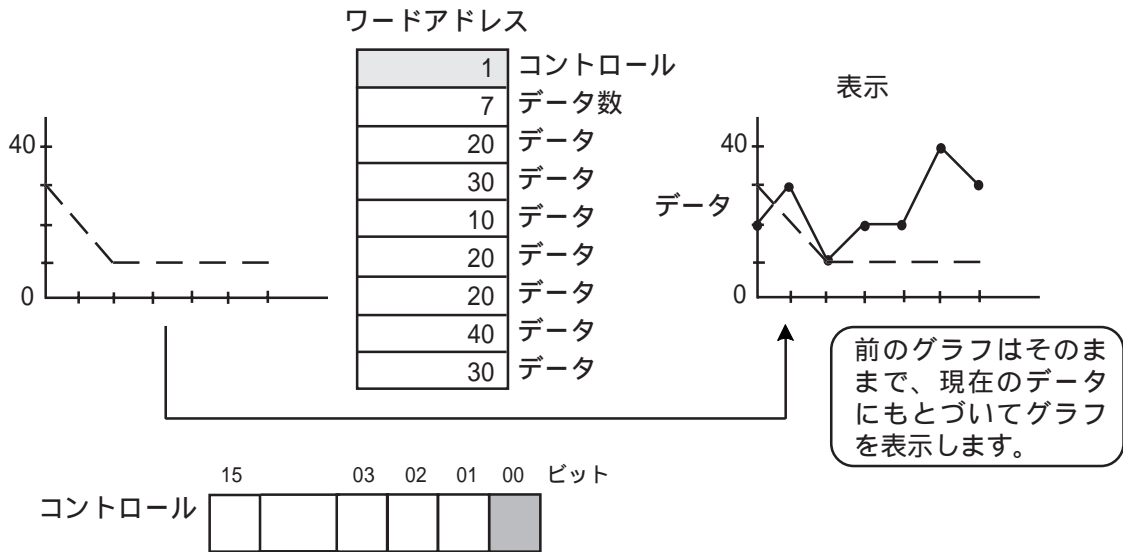 ワードアドレス
1 コントロール
7 データ数
20 データ
30 データ
10 データ
20 データ
20 データ
40 データ
30 データ
40
0
表示
40
データ
0
前のグラフはそのま
まで、現在のデータ
にもとづいてグラフ
を表示します。
15 03 02 01 00 ビット
コントロール